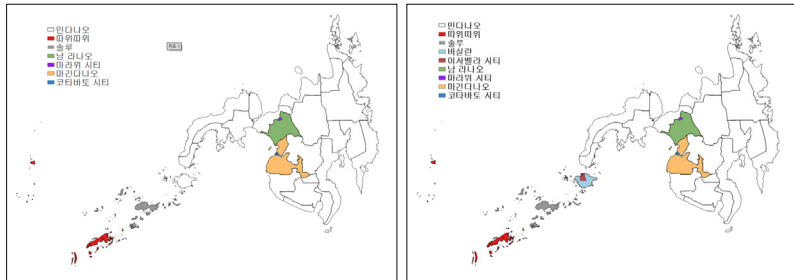 민다나오
따위따위
술루
남 라나오
마라위 시티
마긴다나오
코타바토 시티
민다나오
따위따위
술루
바실란
이사벨라 시티
남 라나오
마라위 시티
마긴다나오
코타바토 시티